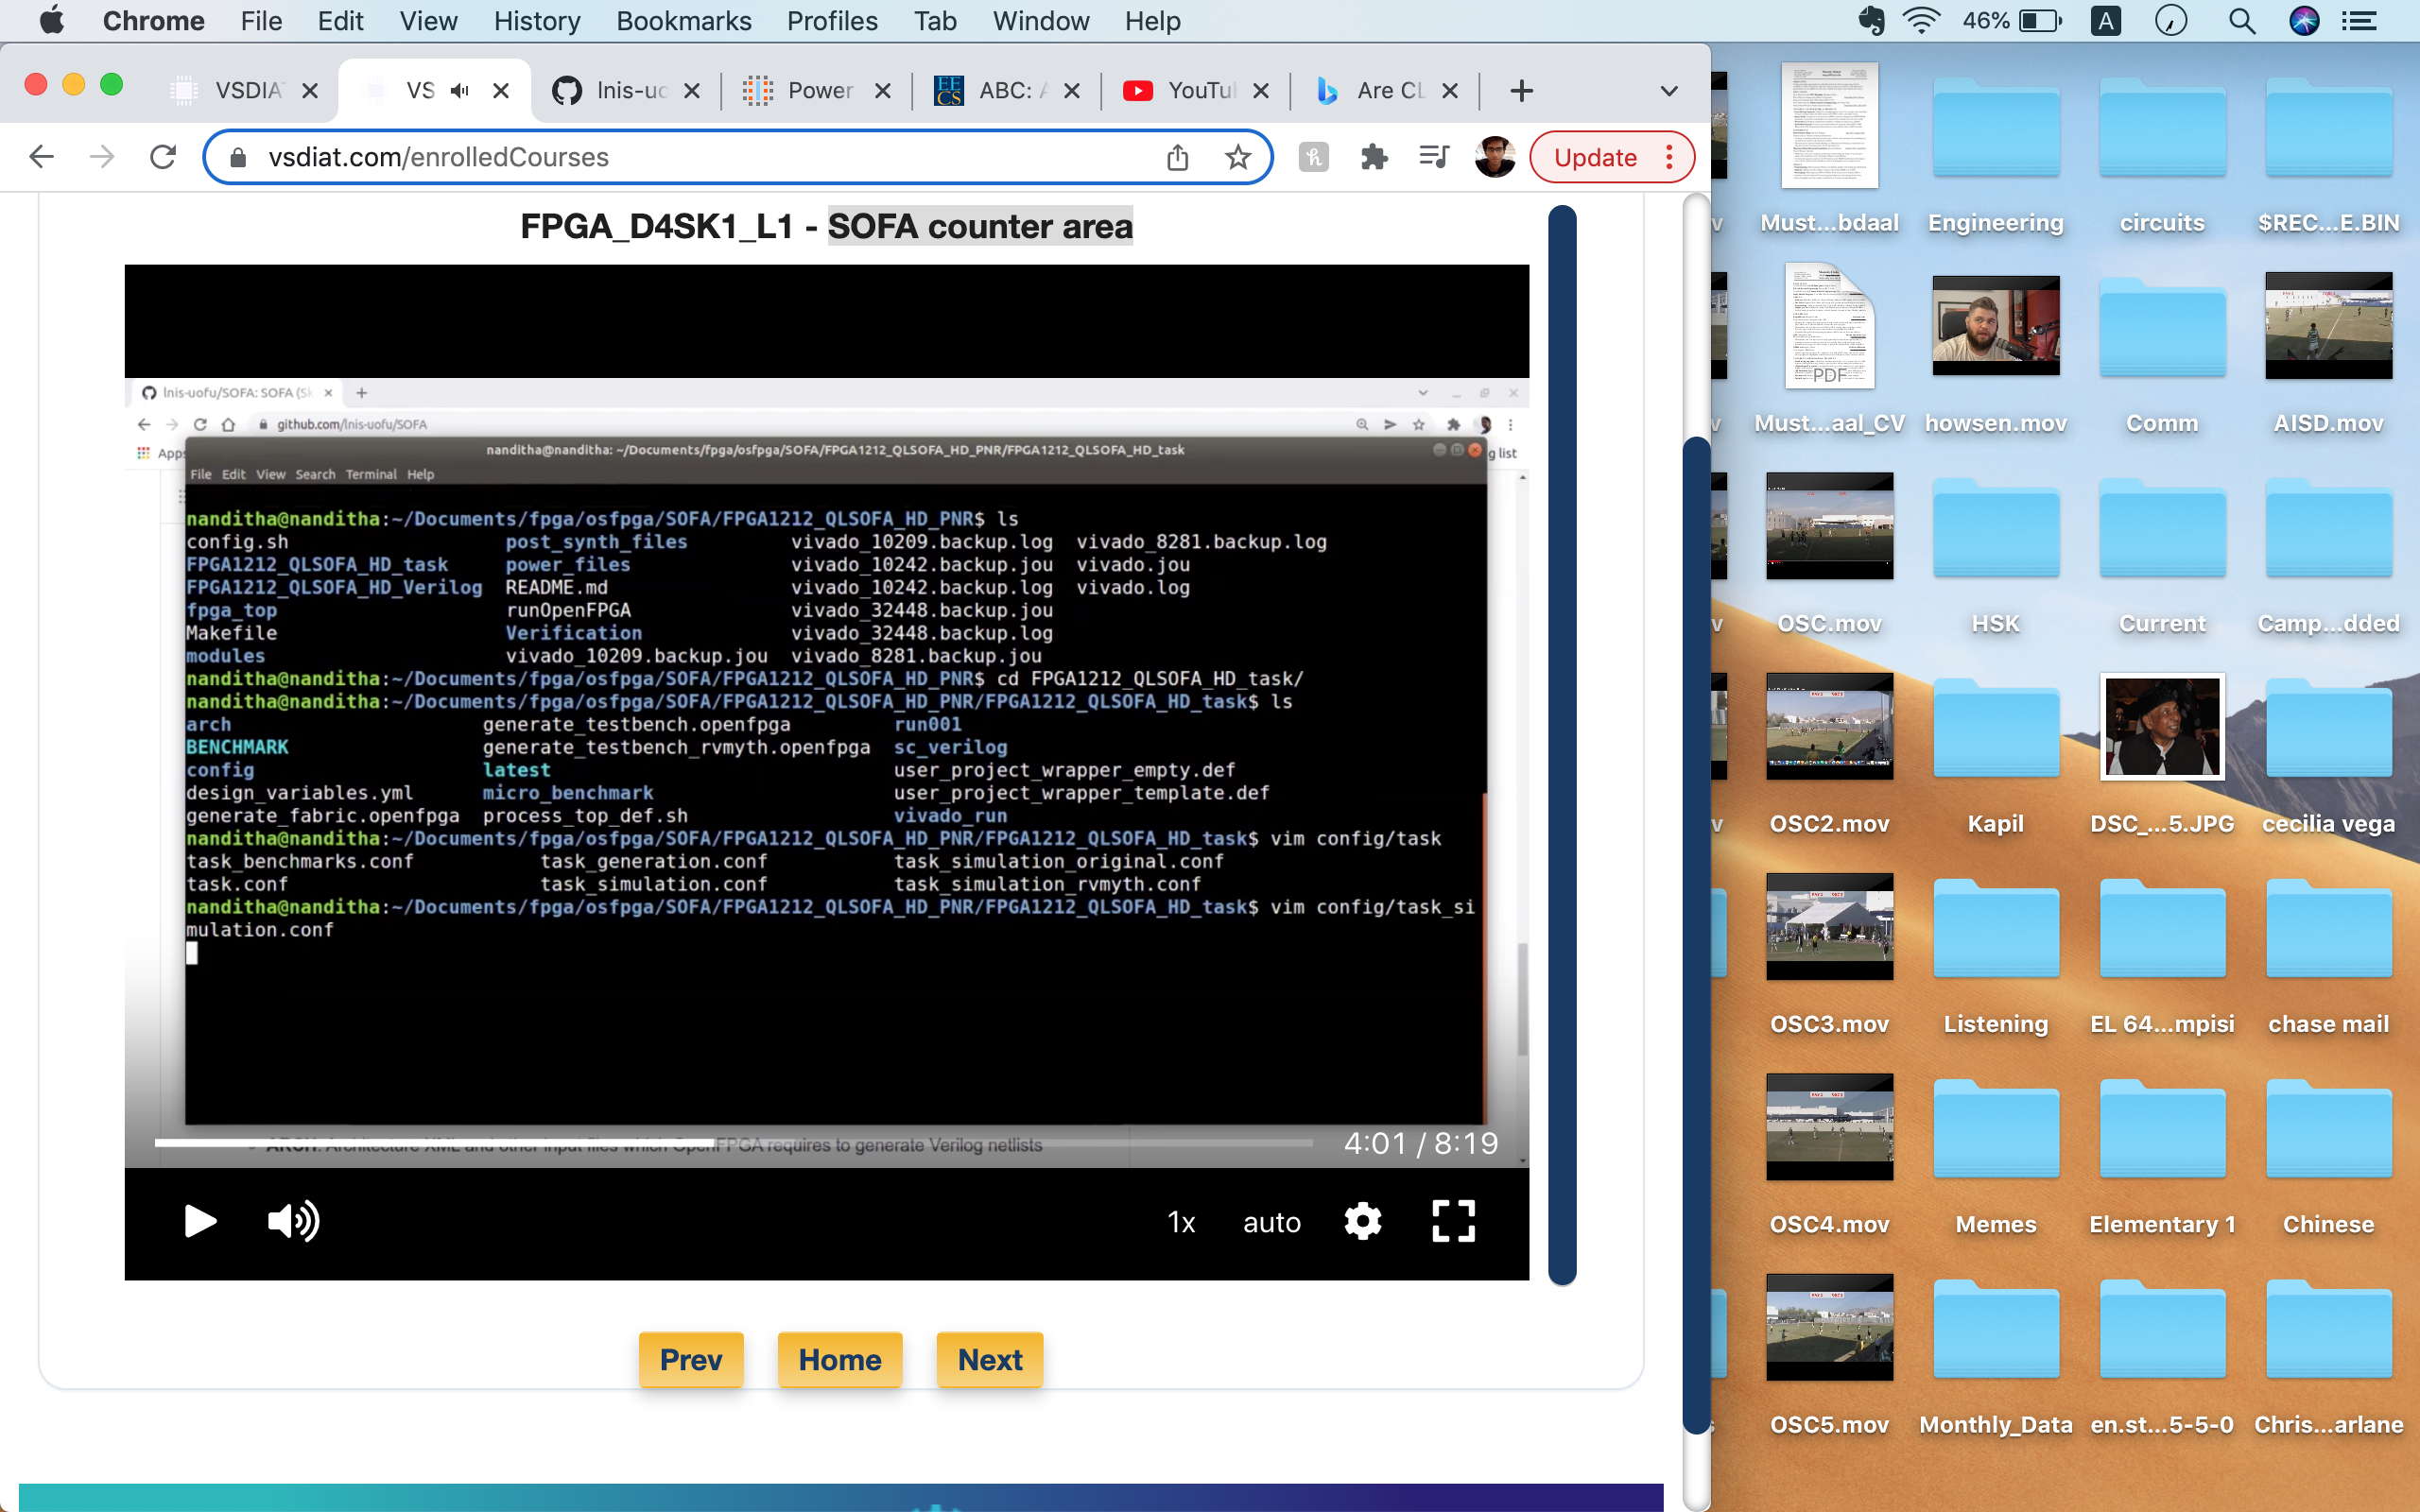 Chrome File Edit View History Bookmarks Profiles Tab Window Help 46% A
VSDIA VS lnis-uo Power ABC: YouTu Are CL
vsdiat.com/enrolledCourses Update
FPGA_D4SK1_L1 - SOFA counter area
lnis-uofu/SOFA: SOFA (Sk
github.com/lnis-uofu/SOFA
Apps
g list
nanditha@nanditha: ~/Documents/fpga/osfpga/SOFA/FPGA1212_QLSOFA_HD_PNR/FPGA1212_QLSOFA_HD_task
File Edit View Search Terminal Help
nanditha@nanditha:~/Documents/fpga/osfpga/SOFA/FPGA1212_QLSOFA_HD_PNR$ ls
config.sh post_synth_files vivado_10209.backup.log vivado_8281.backup.log
FPGA1212_QLSOFA_HD_task power_files vivado_10242.backup.jou vivado.jou
FPGA1212_QLSOFA_HD_Verilog README.md vivado_10242.backup.log vivado.log
fpga_top runOpenFPGA vivado_32448.backup.jou
Makefile Verification vivado_32448.backup.log
modules vivado_10209.backup.jou vivado_8281.backup.jou
nanditha@nanditha:~/Documents/fpga/osfpga/SOFA/FPGA1212_QLSOFA_HD_PNR$ cd FPGA1212_QLSOFA_HD_task/
nanditha@nanditha:~/Documents/fpga/osfpga/SOFA/FPGA1212_QLSOFA_HD_PNR/FPGA1212_QLSOFA_HD_task$ ls
arch generate_testbench.openfpga run001
BENCHMARK generate_testbench_rvmyth.openfpga sc_verilog
config latest user_project_wrapper_empty.def
design_variables.yml micro_benchmark user_project_wrapper_template.def
generate_fabric.openfpga process_top_def.sh vivado_run
nanditha@nanditha:~/Documents/fpga/osfpga/SOFA/FPGA1212_QLSOFA_HD_PNR/FPGA1212_QLSOFA_HD_task$ vim config/task
task_benchmarks.conf task_generation.conf task_simulation_original.conf
task.conf task_simulation.conf task_simulation_rvmyth.conf
nanditha@nanditha:~/Documents/fpga/osfpga/SOFA/FPGA1212_QLSOFA_HD_PNR/FPGA1212_QLSOFA_HD_task$ vim config/task_si
mulation.conf
ARCH: Architecture XML and other input files which OpenFPGA requires to generate Verilog netlists
4:01 / 8:19
1x auto
Prev Home Next
Must...bdaal Engineering circuits $REC...E.BIN
PDF
Must...aal_CV howsen.mov Comm AISD.mov
OSC.mov HSK Current Camp...dded
OSC2.mov Kapil DSC_...5.JPG cecilia vega
OSC3.mov Listening EL 64...mpisi chase mail
OSC4.mov Memes Elementary 1 Chinese
OSC5.mov Monthly_Data en.st...5-5-0 Chris...arlane